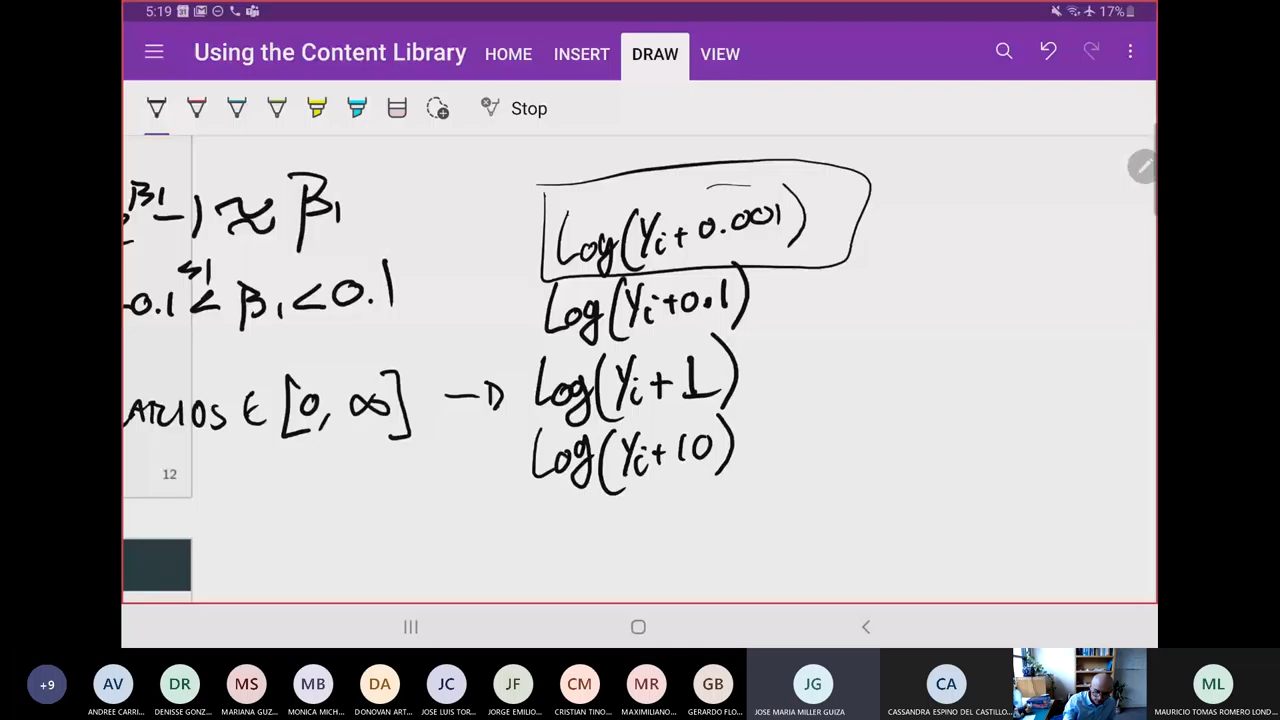 5:19
17%
Using the Content Library HOME INSERT DRAW VIEW
Stop
β1
-1 ≈ β1
-0.1 < β1 < 0.1
ARIOS ∈ [0, ∞]
12
Log(Yi + 0.001)
Log(Yi+0.1)
Log(Yi + 1)
Log(Yi+10)
+9 AV DR MS MB DA JC JF CM MR GB JG CA ML
ANDREE CARRI... DENISSE GONZ... MARIANA GUZ... MONICA MICH... DONOVAN ART... JOSE LUIS TOR... JORGE EMILIO... CRISTIAN TINO... MAXIMILIANO... GERARDO FLO... JOSE MARIA MILLER GUIZA CASSANDRA ESPINO DEL CASTILLO... MAURICIO TOMAS ROMERO LOND...